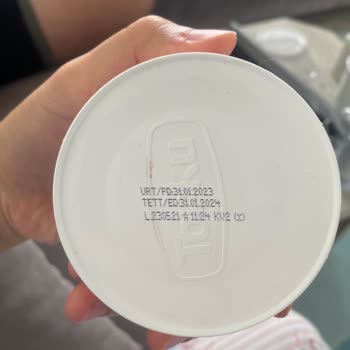 ÜRT/PD:31.01.2023
TETT/ED:31.01.2024
L.230521 ☆ 11:24 KV2 (%)